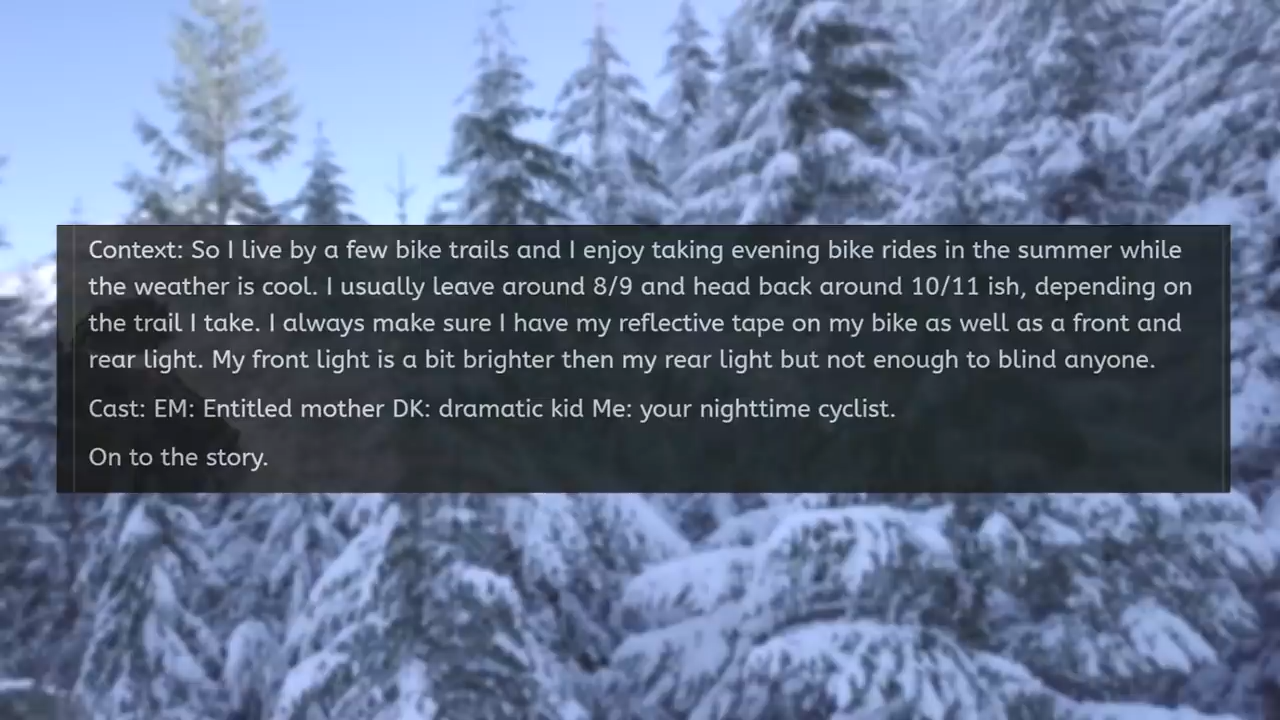 Context: So I live by a few bike trails and I enjoy taking evening bike rides in the summer while
the weather is cool. I usually leave around 8/9 and head back around 10/11 ish, depending on
the trail I take. I always make sure I have my reflective tape on my bike as well as a front and
rear light. My front light is a bit brighter then my rear light but not enough to blind anyone.
Cast: EM: Entitled mother DK: dramatic kid Me: your nighttime cyclist.
On to the story.